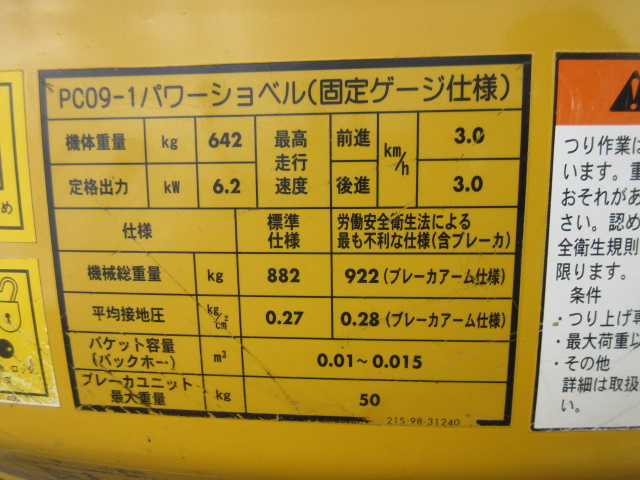 PC09-1パワーショベル(固定ゲージ仕様)
機体重量 kg 642 最高走行速度 前進 km/h 3.0
定格出力 kW 6.2 後進 3.0
仕様 標準仕様 労働安全衛生法による
最も不利な仕様(含ブレーカ)
機械総重量 kg 882 922(ブレーカアーム仕様)
平均接地圧 kg/cm² 0.27 0.28(ブレーカアーム仕様)
バケット容量
(バックホー) m³ 0.01~0.015
ブレーカユニット
最大重量 kg 50
21S-98-31240
つり作業は
います。重
おそれがあ
さい。認め
全衛生規則
限ります。
条件
・つり上げ専
・最大荷重以
・その他
詳細は取扱
い。
め
ロック